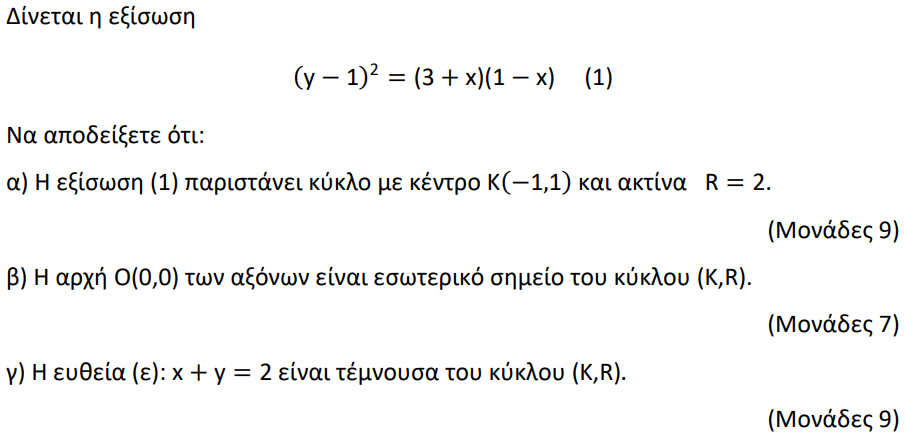 Δίνεται η εξίσωση
(y − 1)² = (3 + x)(1 − x) (1)
Να αποδείξετε ότι:
α) Η εξίσωση (1) παριστάνει κύκλο με κέντρο Κ(−1,1) και ακτίνα R = 2.
(Μονάδες 9)
β) Η αρχή Ο(0,0) των αξόνων είναι εσωτερικό σημείο του κύκλου (Κ,R).
(Μονάδες 7)
γ) Η ευθεία (ε): x + y = 2 είναι τέμνουσα του κύκλου (Κ,R).
(Μονάδες 9)